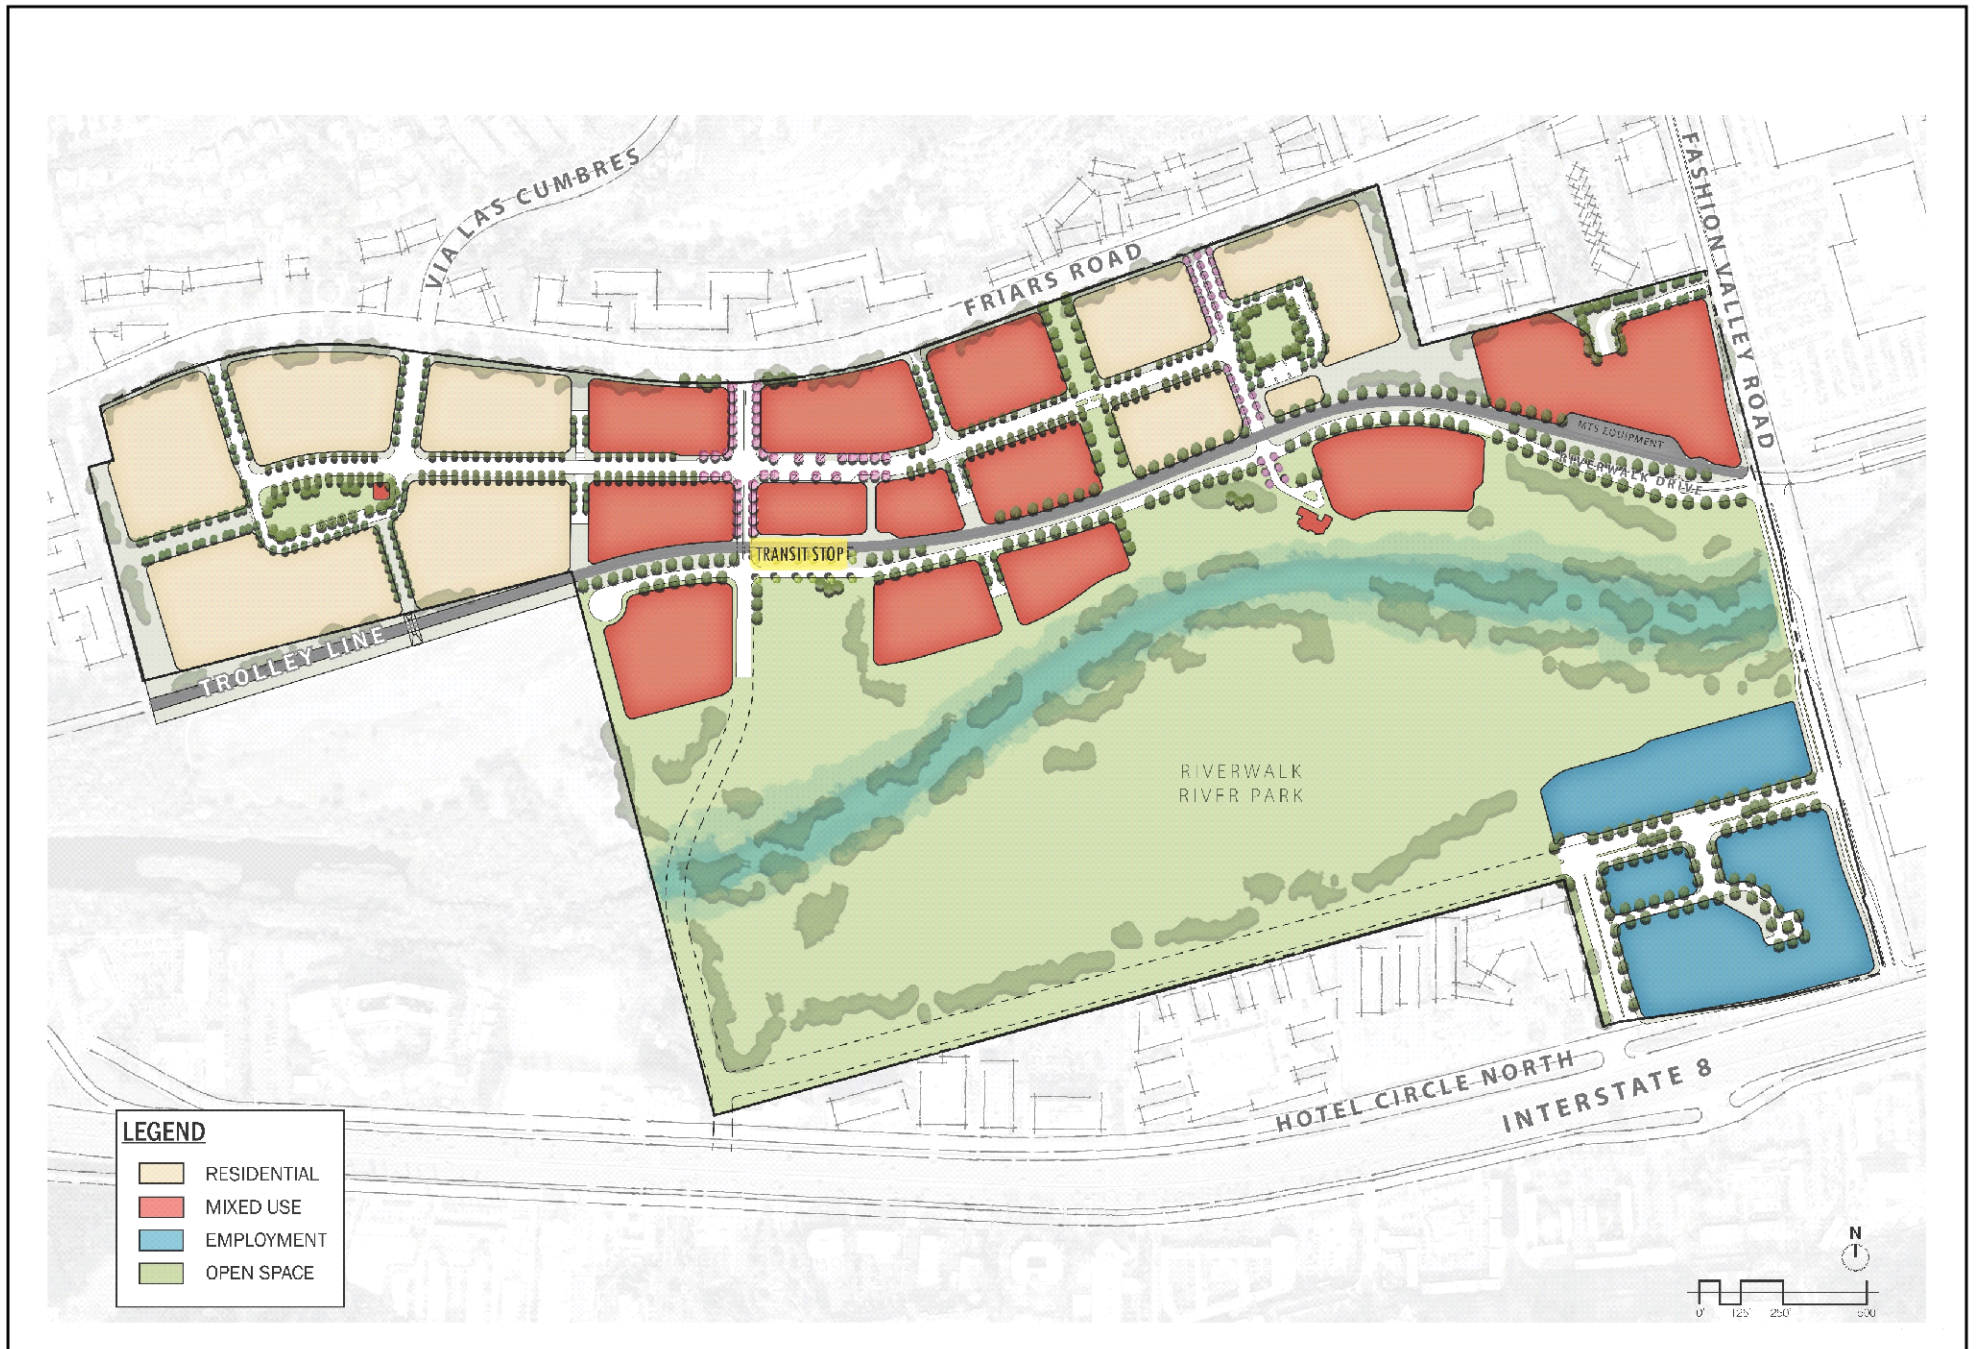 VIA LAS CUMBRES
FRIARS ROAD
FASHION VALLEY ROAD
MTS EQUIPMENT
RIVERWALK DRIVE
TRANSIT STOP
TROLLEY LINE
RIVERWALK
RIVER PARK
HOTEL CIRCLE NORTH
INTERSTATE 8
LEGEND
RESIDENTIAL
MIXED USE
EMPLOYMENT
OPEN SPACE
N
0' 125' 250' 500